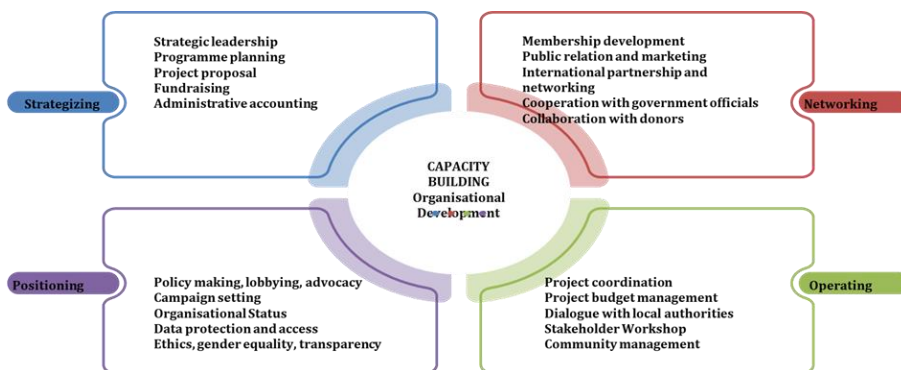 Strategizing
Strategic leadership
Programme planning
Project proposal
Fundraising
Administrative accounting
Membership development
Public relation and marketing
International partnership and
networking
Cooperation with government officials
Collaboration with donors
Networking
CAPACITY
BUILDING
Organisational
Development
Positioning
Policy making, lobbying, advocacy
Campaign setting
Organisational Status
Data protection and access
Ethics, gender equality, transparency
Project coordination
Project budget management
Dialogue with local authorities
Stakeholder Workshop
Community management
Operating